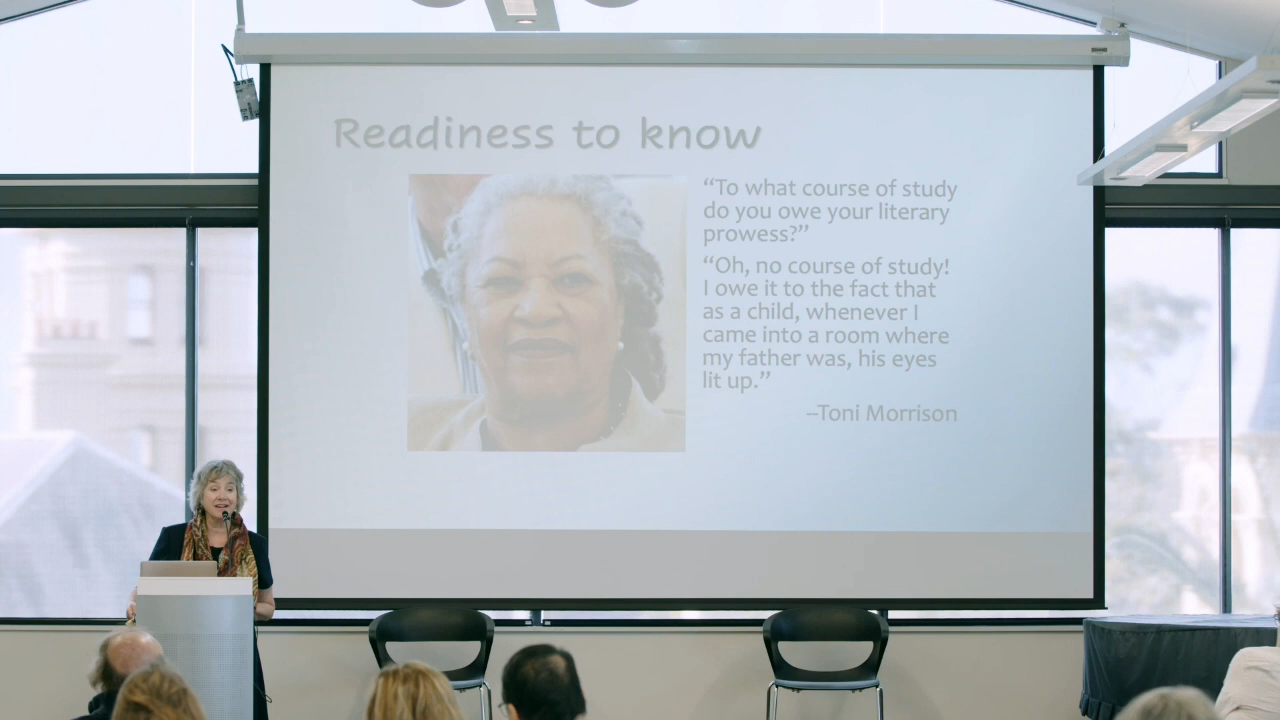 Readiness to know
“To what course of study
do you owe your literary
prowess?”
“Oh, no course of study!
I owe it to the fact that
as a child, whenever I
came into a room where
my father was, his eyes
lit up.”
–Toni Morrison